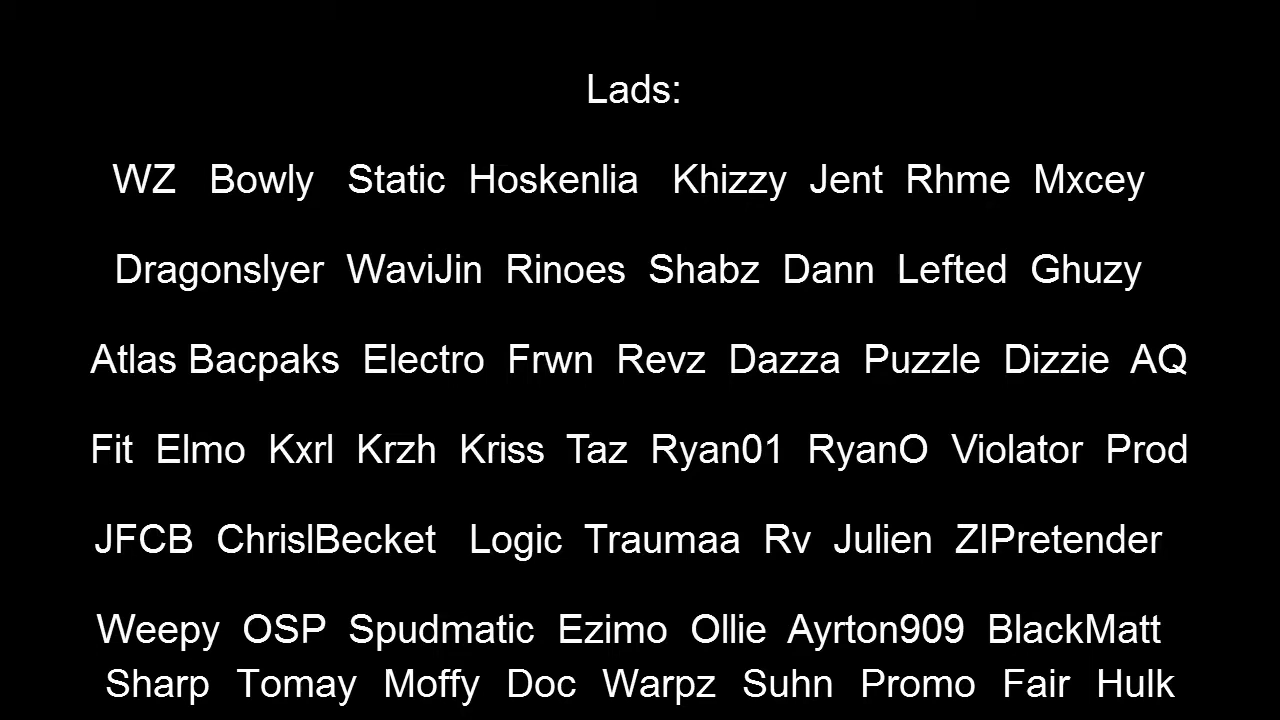 Lads:
WZ Bowly Static Hoskenlia Khizzy Jent Rhme Mxcey
Dragonslyer WaviJin Rinoes Shabz Dann Lefted Ghuzy
Atlas Bacpaks Electro Frwn Revz Dazza Puzzle Dizzie AQ
Fit Elmo Kxrl Krzh Kriss Taz Ryan01 RyanO Violator Prod
JFCB ChrislBecket Logic Traumaa Rv Julien ZIPretender
Weepy OSP Spudmatic Ezimo Ollie Ayrton909 BlackMatt
Sharp Tomay Moffy Doc Warpz Suhn Promo Fair Hulk